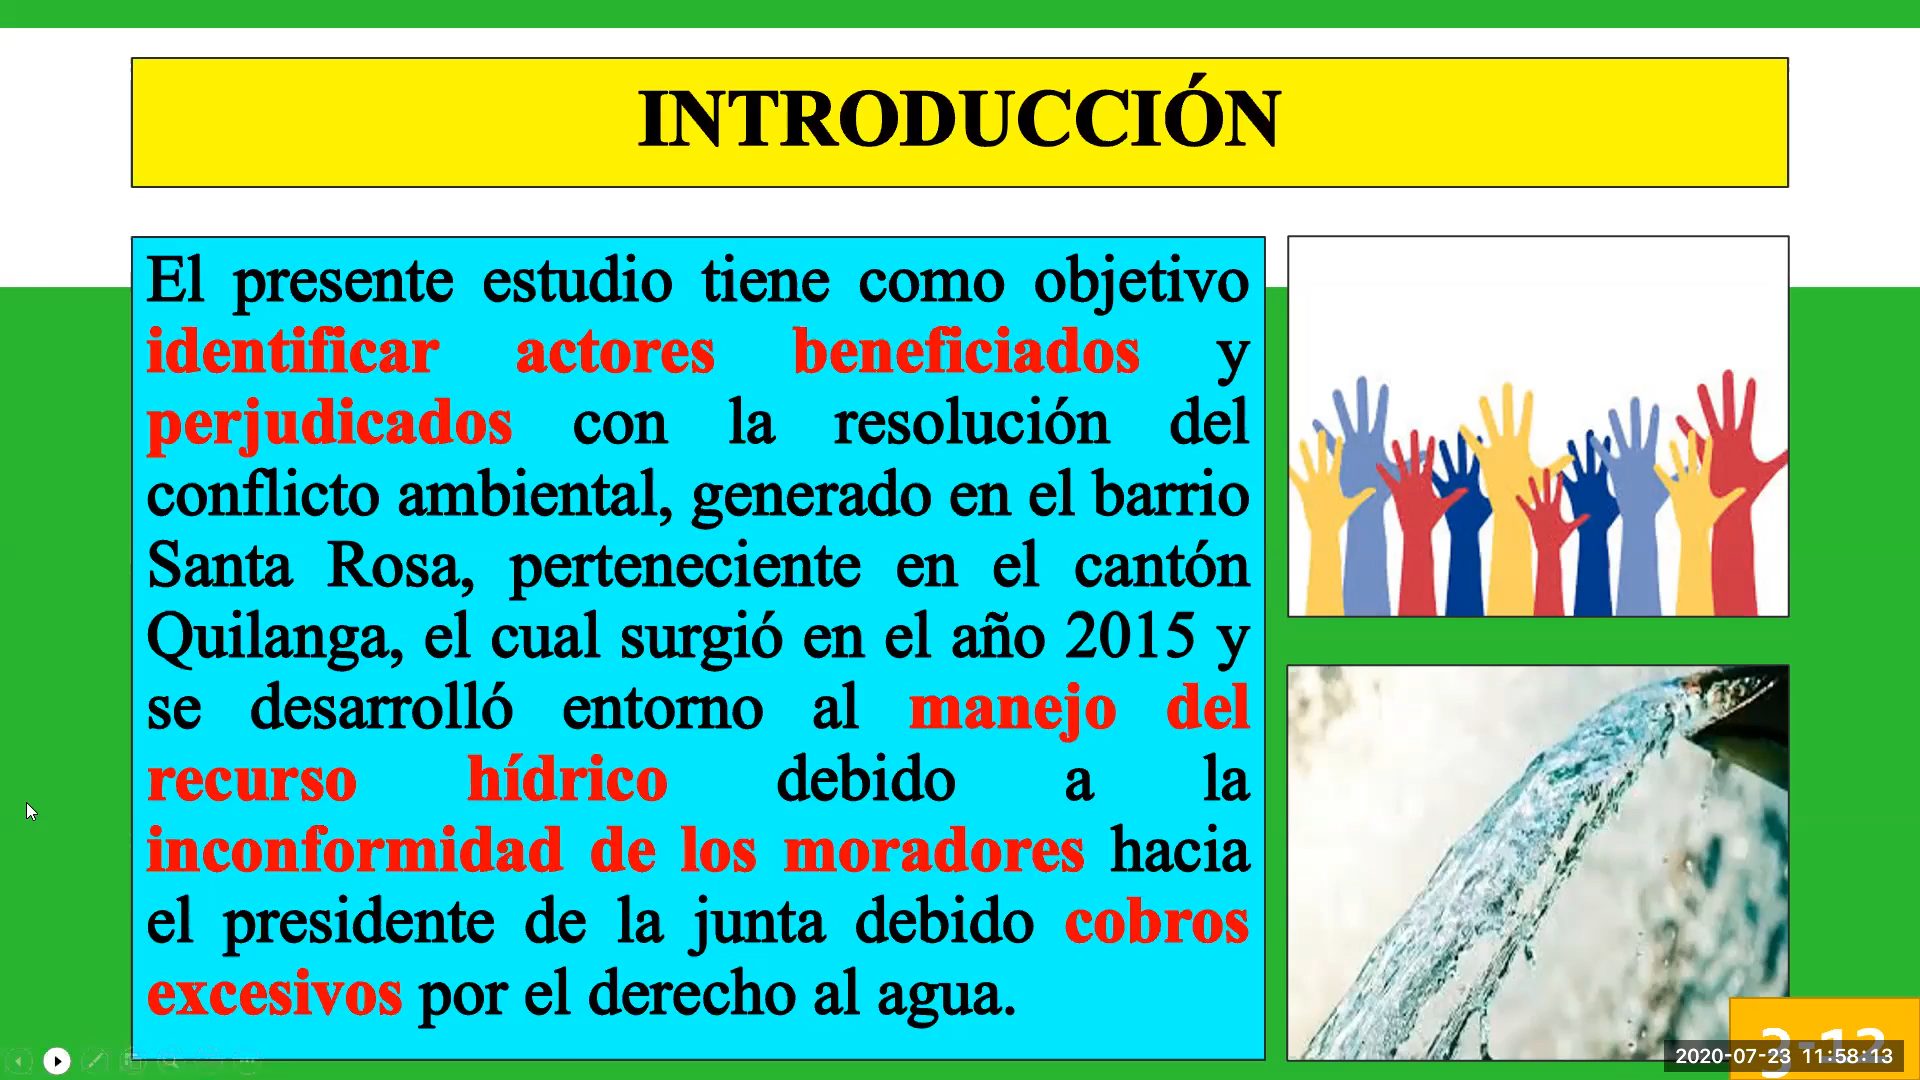 INTRODUCCIÓN
El presente estudio tiene como objetivo
identificar actores beneficiados y
perjudicados con la resolución del
conflicto ambiental, generado en el barrio
Santa Rosa, perteneciente en el cantón
Quilanga, el cual surgió en el año 2015 y
se desarrolló entorno al manejo del
recurso hídrico debido a la
inconformidad de los moradores hacia
el presidente de la junta debido cobros
excesivos por el derecho al agua.
3-12
2020-07-23 11:58:13